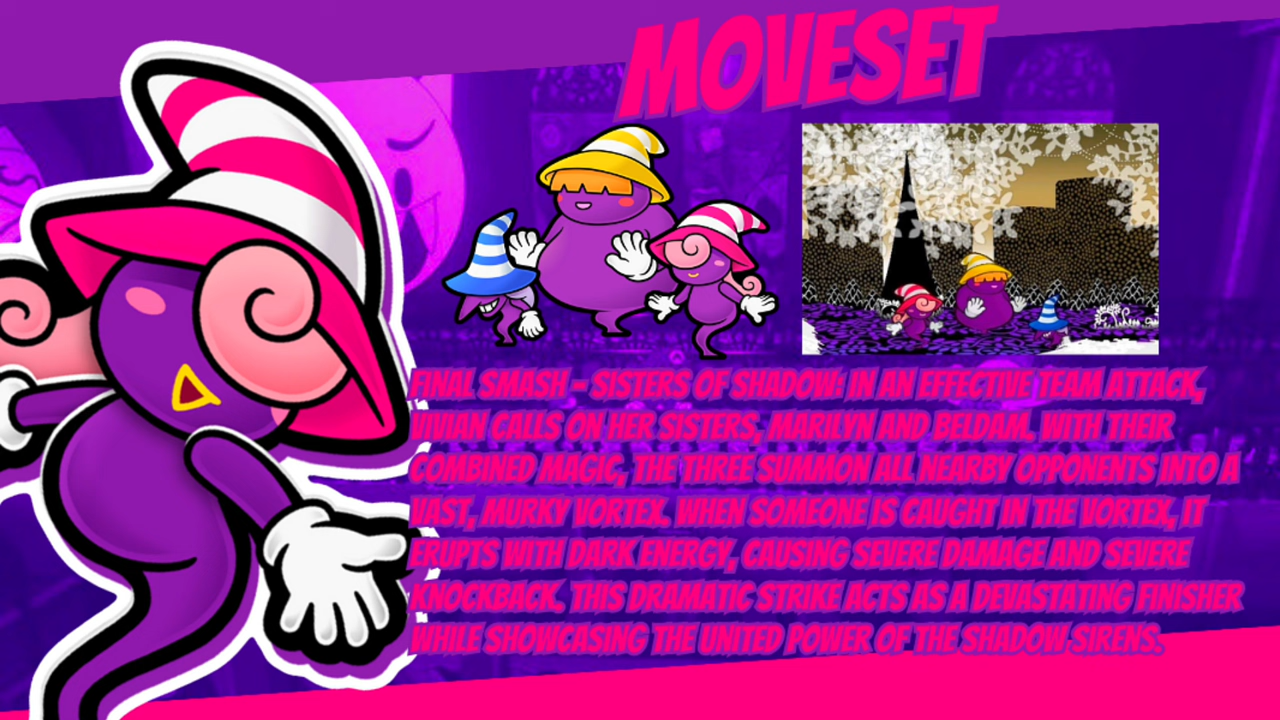 MOVESET
FINAL SMASH - SISTERS OF SHADOW: IN AN EFFECTIVE TEAM ATTACK,
VIVIAN CALLS ON HER SISTERS, MARILYN AND BELDAM. WITH THEIR
COMBINED MAGIC, THE THREE SUMMON ALL NEARBY OPPONENTS INTO A
VAST, MURKY VORTEX. WHEN SOMEONE IS CAUGHT IN THE VORTEX, IT
ERUPTS WITH DARK ENERGY, CAUSING SEVERE DAMAGE AND SEVERE
KNOCKBACK. THIS DRAMATIC STRIKE ACTS AS A DEVASTATING FINISHER
WHILE SHOWCASING THE UNITED POWER OF THE SHADOW SIRENS.